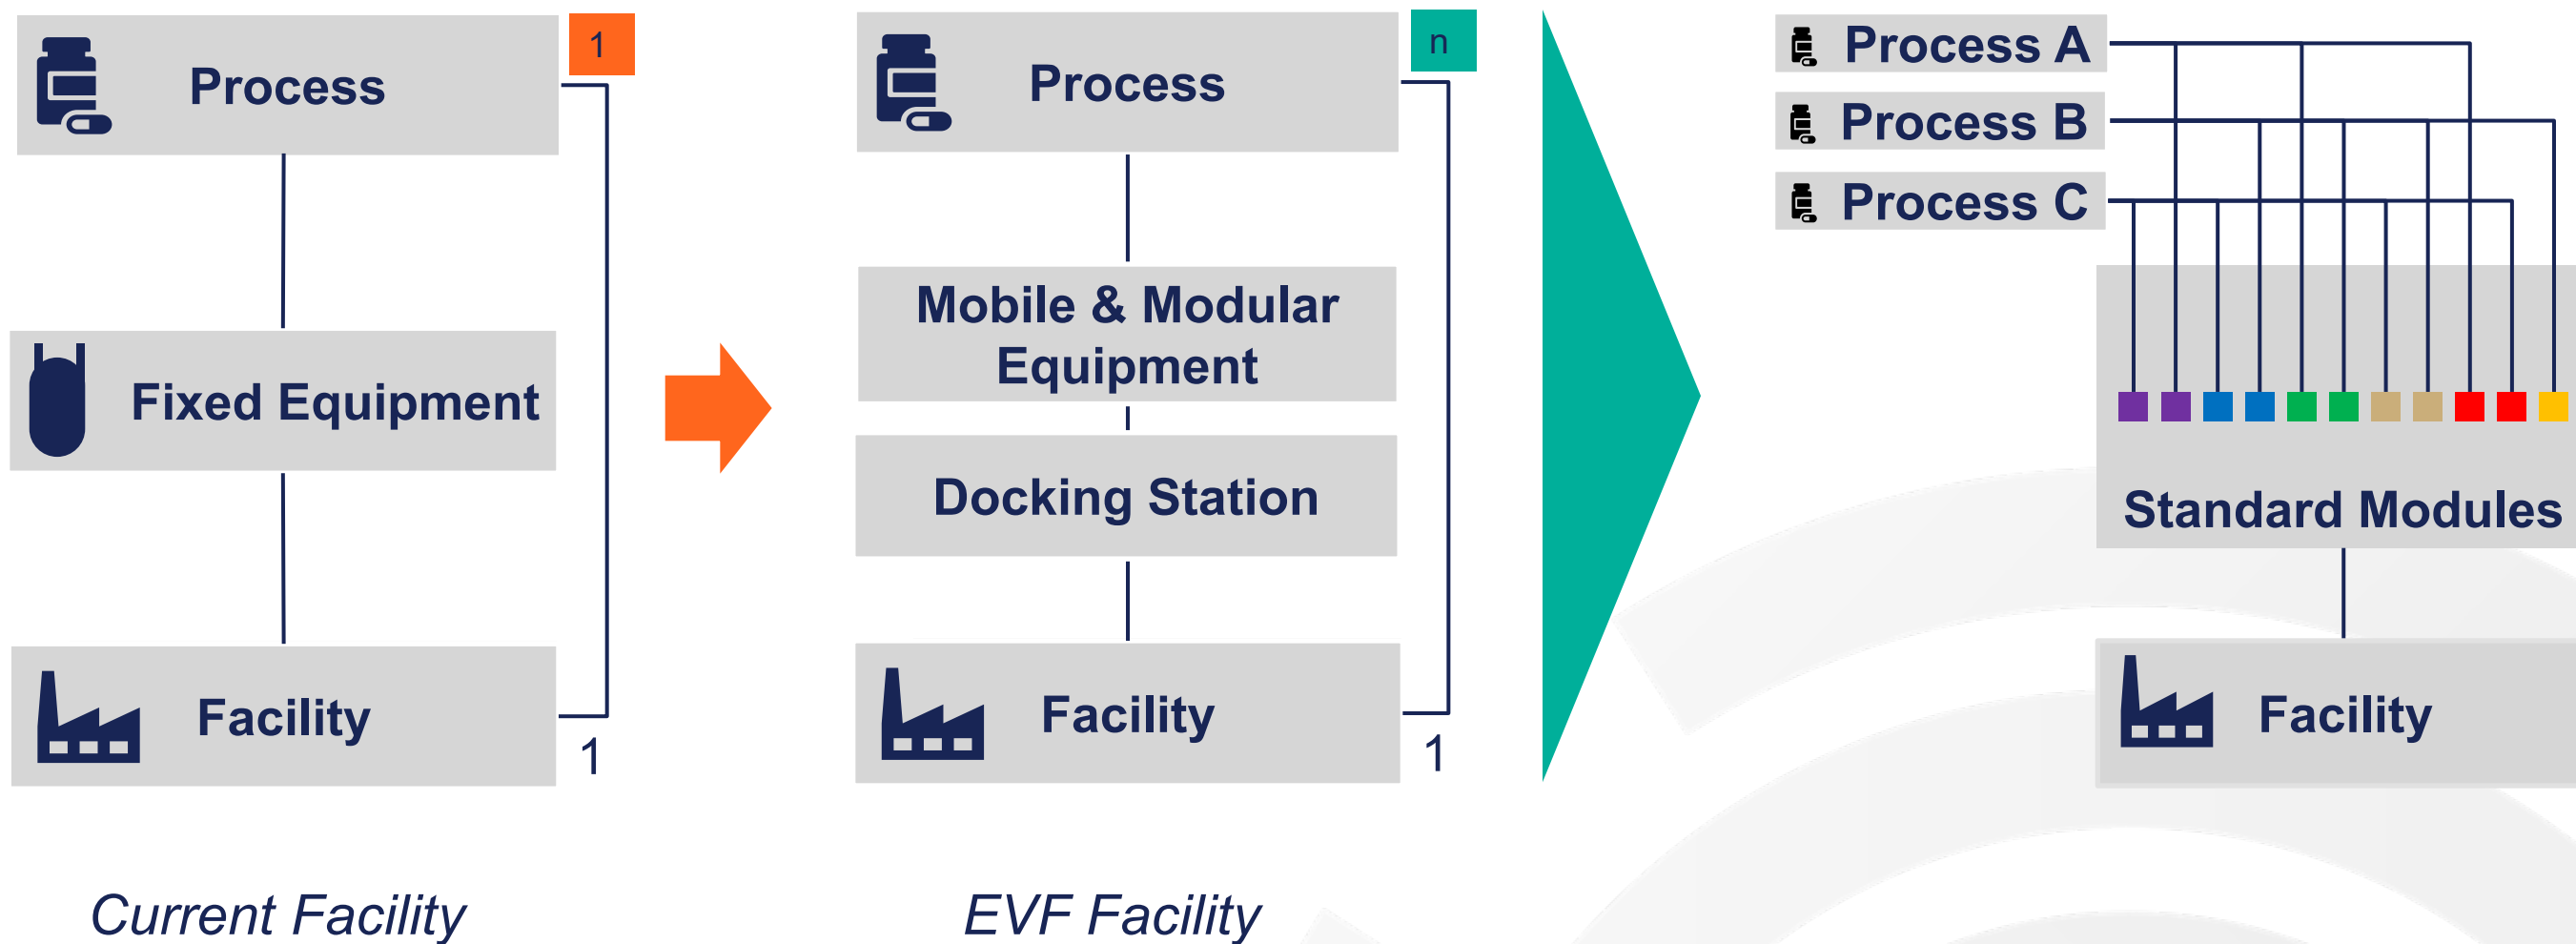 Process
1
Fixed Equipment
Facility
1
Current Facility
Process
n
Mobile & Modular
Equipment
Docking Station
Facility
1
EVF Facility
Process A
Process B
Process C
Standard Modules
Facility